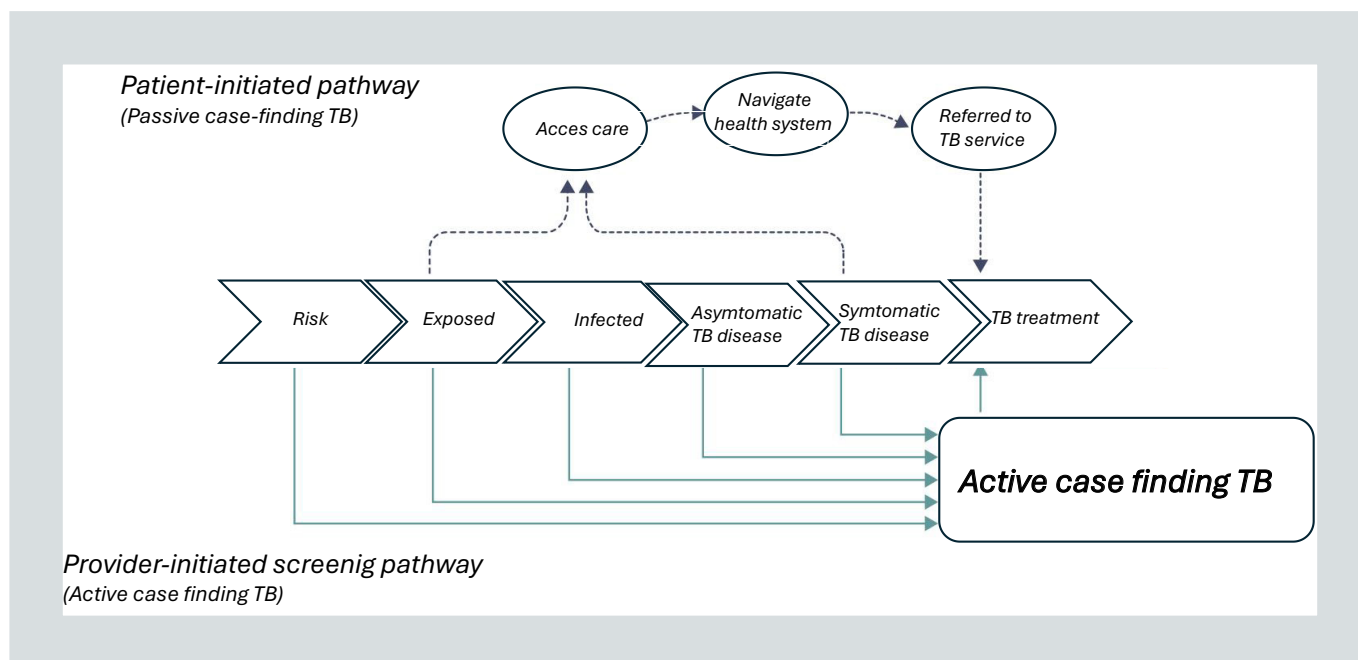 Patient-initiated pathway
(Passive case-finding TB)
Acces care
Navigate
health system
Referred to
TB service
Risk
Exposed
Infected
Asymtomatic
TB disease
Symtomatic
TB disease
TB treatment
Active case finding TB
Provider-initiated screenig pathway
(Active case finding TB)